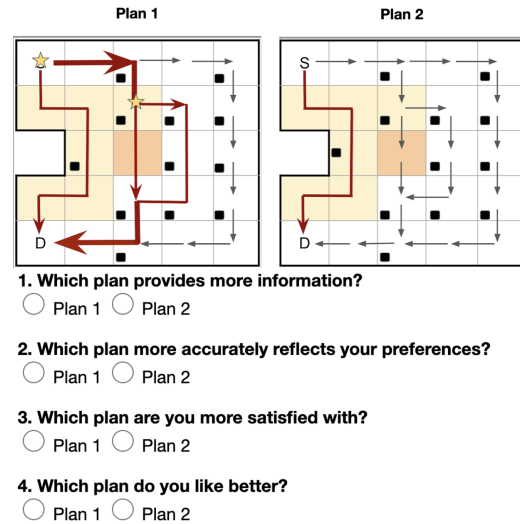 Plan 1 Plan 2
S
D D
1. Which plan provides more information?
Plan 1 Plan 2
2. Which plan more accurately reflects your preferences?
Plan 1 Plan 2
3. Which plan are you more satisfied with?
Plan 1 Plan 2
4. Which plan do you like better?
Plan 1 Plan 2